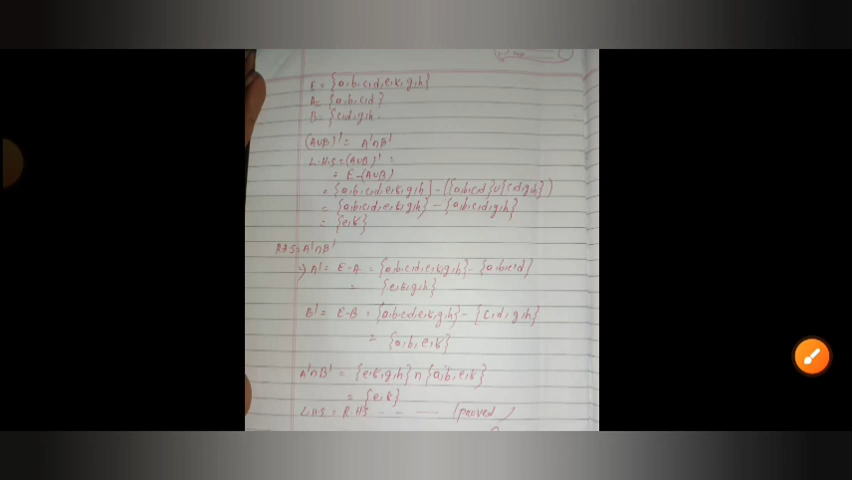 E = {a,b,c,d,e,k,g,h}
A = {a,b,c,d}
B = {c,d,g,h
(A∪B)' = A'∩B'
L.H.S = (A∪B)' :
= E-(A∪B)
= {a,b,c,d,e,k,g,h} - ({a,b,c,d}∪{c,d,g,h})
= {a,b,c,d,e,k,g,h} - {a,b,c,d,g,h}
= {e,k}
R.H.S = A'∩B'
=> A' = E-A = {a,b,c,d,e,k,g,h} - {a,b,c,d}
= {e,k,g,h}
B' = E-B = {a,b,c,d,e,k,g,h} - {c,d,g,h}
= {a,b,e,k}
A'∩B' = {e,k,g,h} ∩ {a,b,e,k}
= {e,k}
L.H.S = R.H.S - - — (proved)